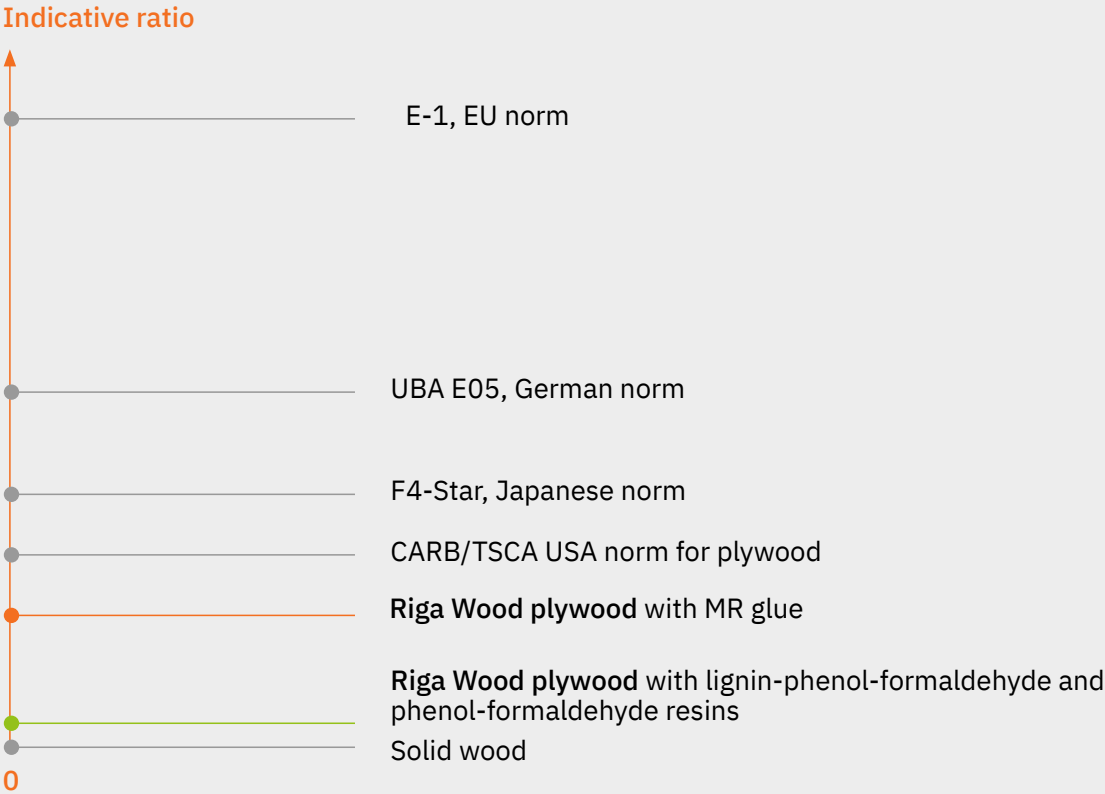 Indicative ratio
E-1, EU norm
UBA E05, German norm
F4-Star, Japanese norm
CARB/TSCA USA norm for plywood
Riga Wood plywood with MR glue
Riga Wood plywood with lignin-phenol-formaldehyde and
phenol-formaldehyde resins
Solid wood
0